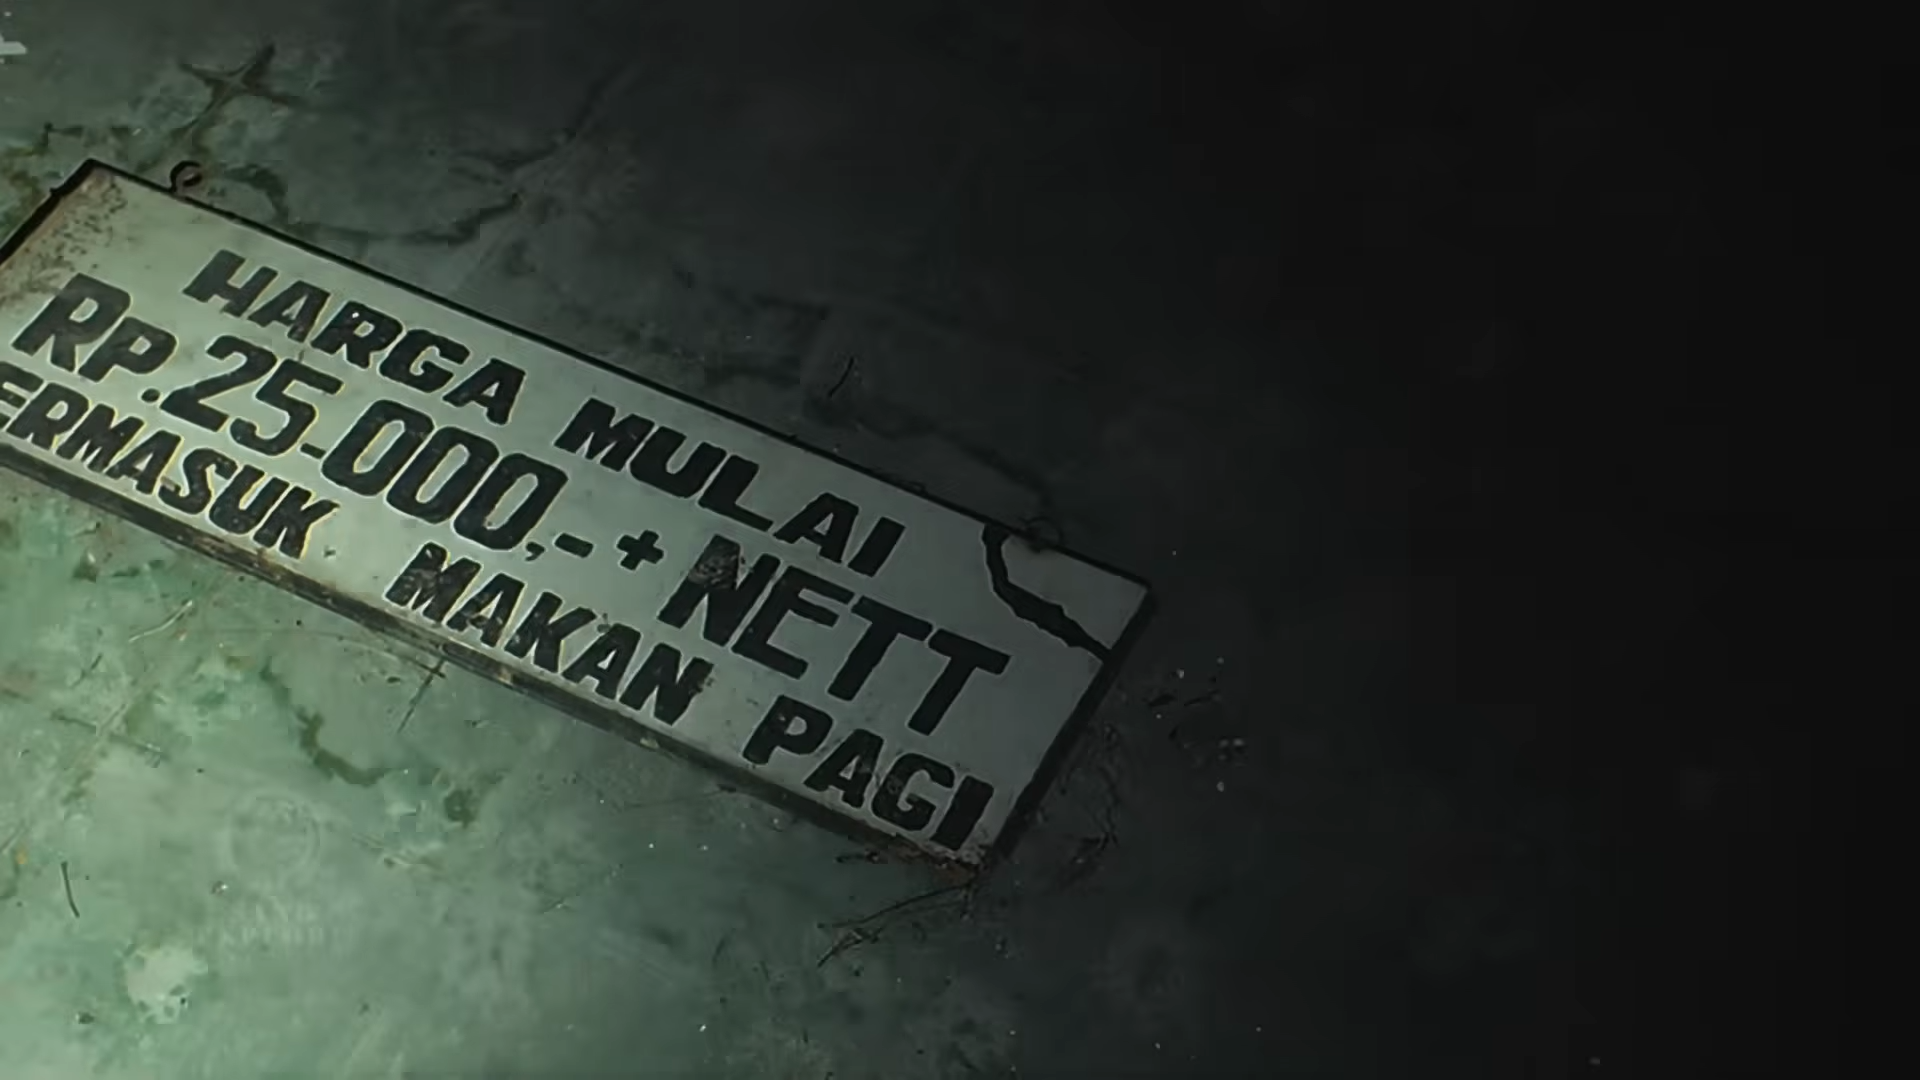 HARGA MULAI
RP.25.000,- + NETT
ERMASUK MAKAN PAGI